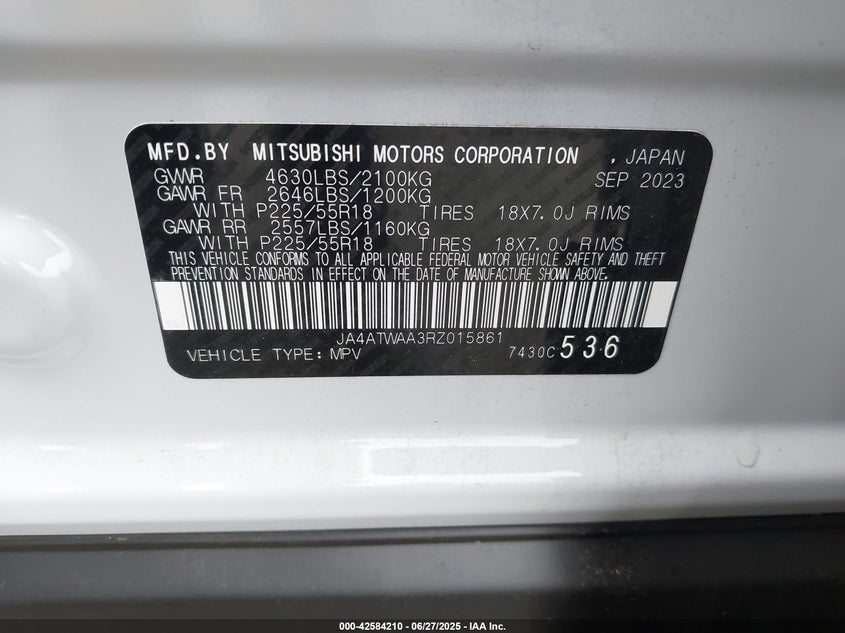 MFD.BY MITSUBISHI MOTORS CORPORATION , JAPAN
GVWR 4630LBS/2100KG SEP 2023
GAWR FR 2646LBS/1200KG
WITH P225/55R18 TIRES 18X7.0J RIMS
GAWR RR 2557LBS/1160KG
WITH P225/55R18 TIRES 18X7.0J RIMS
THIS VEHICLE CONFORMS TO ALL APPLICABLE FEDERAL MOTOR VEHICLE SAFETY AND THEFT
PREVENTION STANDARDS IN EFFECT ON THE DATE OF MANUFACTURE SHOWN ABOVE.
JA4ATWAA3RZ015861
VEHICLE TYPE: MPV 7430C 536
000-42584210 | 06/27/2025 | IAA Inc.